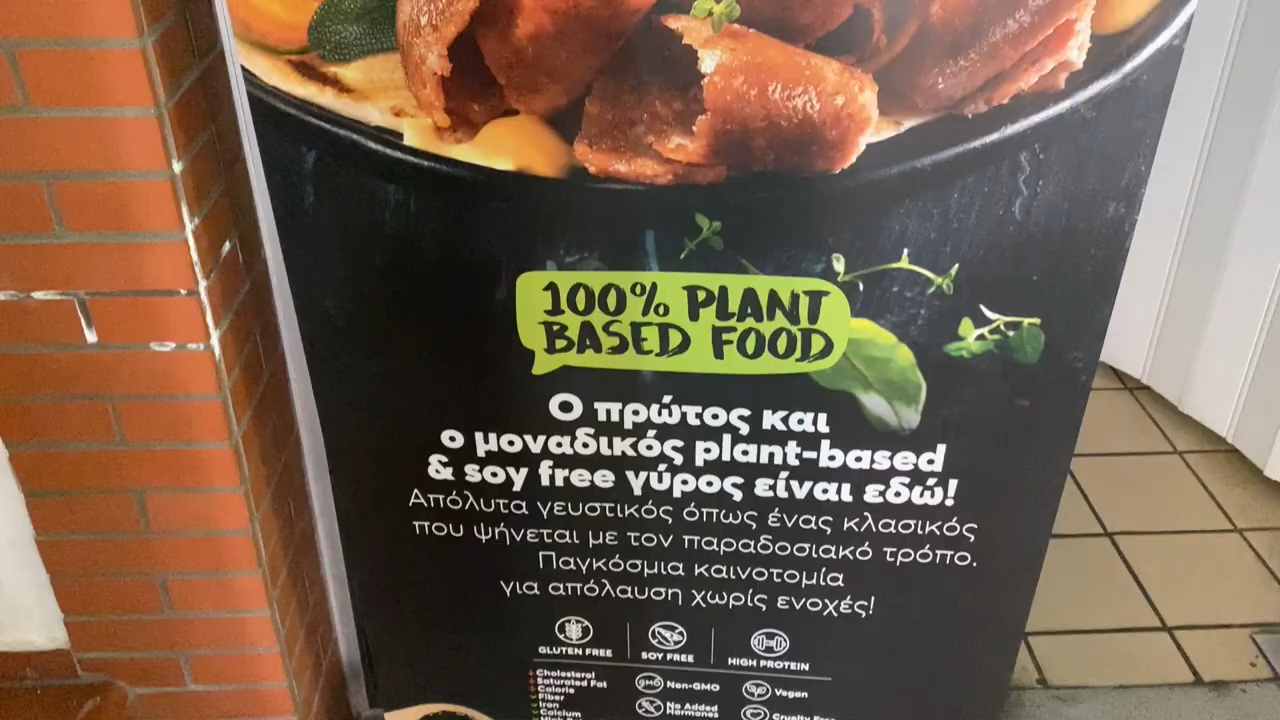 100% PLANT
BASED FOOD
Ο πρώτος και
ο μοναδικός plant-based
& soy free γύρος είναι εδώ!
Απόλυτα γευστικός όπως ένας κλασικός
που ψήνεται με τον παραδοσιακό τρόπο.
Παγκόσμια καινοτομία
για απόλαυση χωρίς ενοχές!
GLUTEN FREE
SOY FREE
HIGH PROTEIN
Cholesterol
Saturated Fat
Calorie
Fiber
Iron
Calcium
GMO Non-GMO
No Added
Hormones
Vegan
Cruelty Free